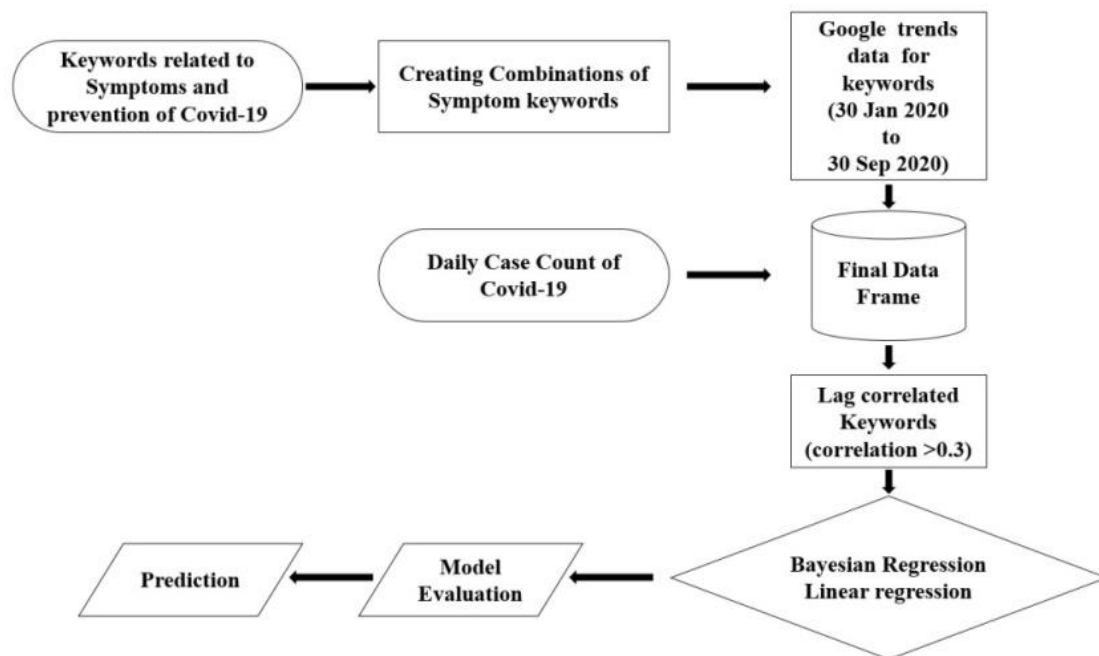 Keywords related to
Symptoms and
prevention of Covid-19
Creating Combinations of
Symptom keywords
Google trends
data for
keywords
(30 Jan 2020
to
30 Sep 2020)
Daily Case Count of
Covid-19
Final Data
Frame
Lag correlated
Keywords
(correlation >0.3)
Bayesian Regression
Linear regression
Model
Evaluation
Prediction